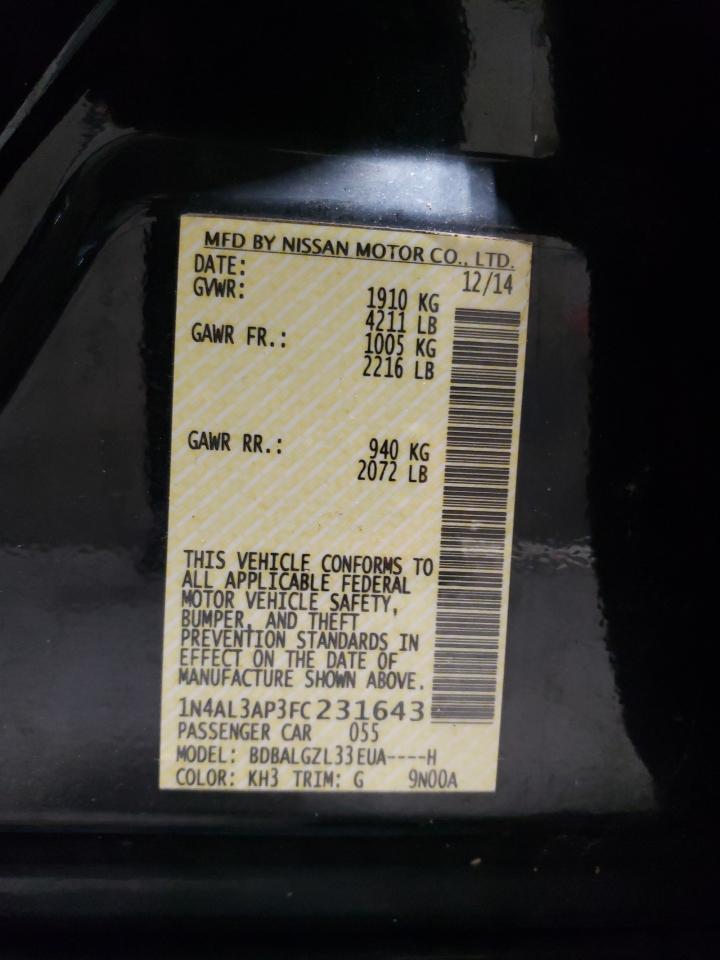 MFD BY NISSAN MOTOR CO., LTD.
DATE: 12/14
GVWR: 1910 KG
4211 LB
GAWR FR.: 1005 KG
2216 LB
GAWR RR.: 940 KG
2072 LB
THIS VEHICLE CONFORMS TO
ALL APPLICABLE FEDERAL
MOTOR VEHICLE SAFETY,
BUMPER, AND THEFT
PREVENTION STANDARDS IN
EFFECT ON THE DATE OF
MANUFACTURE SHOWN ABOVE.
1N4AL3AP3FC231643
PASSENGER CAR 055
MODEL: BDBALGZL33EUA----H
COLOR: KH3 TRIM: G 9N00A